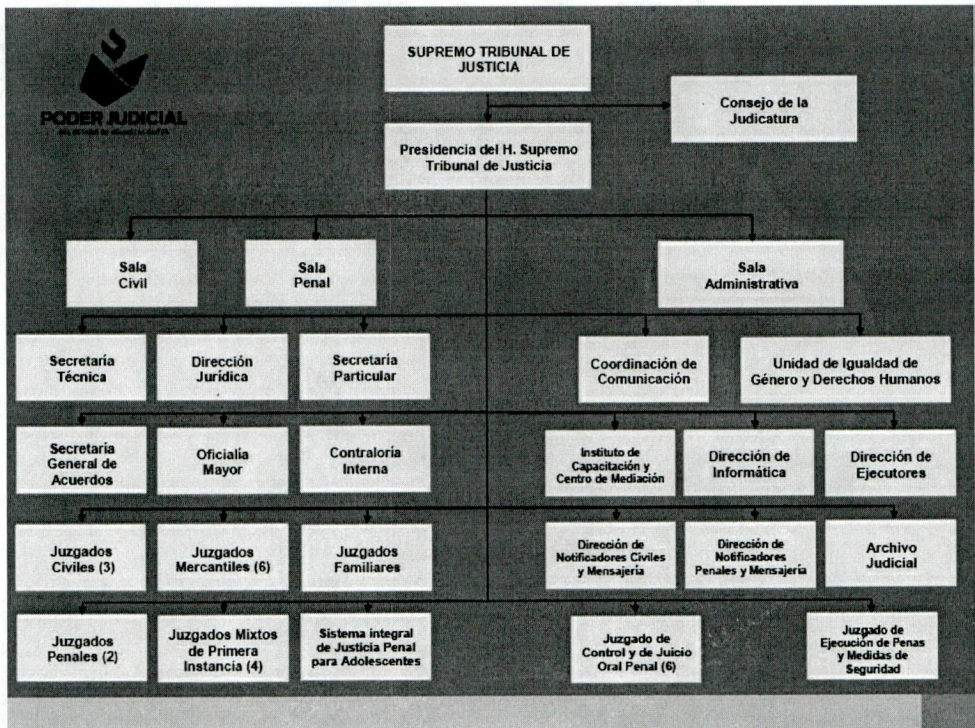 SUPREMO TRIBUNAL DE
JUSTICIA
PODER JUDICIAL
Consejo de la
Judicatura
Presidencia del H. Supremo
Tribunal de Justicia
Sala
Civil
Sala
Penal
Sala
Administrativa
Secretaría
Técnica
Dirección
Jurídica
Secretaría
Particular
Coordinación de
Comunicación
Unidad de Igualdad de
Género y Derechos Humanos
Secretaría
General de
Acuerdos
Oficialía
Mayor
Contraloría
Interna
Instituto de
Capacitación y
Centro de Mediación
Dirección de
Informática
Dirección de
Ejecutores
Juzgados
Civiles (3)
Juzgados
Mercantiles (6)
Juzgados
Familiares
Dirección de
Notificadores Civiles
y Mensajería
Dirección de
Notificadores
Penales y Mensajería
Archivo
Judicial
Juzgados
Penales (2)
Juzgados Mixtos
de Primera
Instancia (4)
Sistema integral
de Justicia Penal
para Adolescentes
Juzgado de
Control y de Juicio
Oral Penal (6)
Juzgado de
Ejecución de Penas
y Medidas de
Seguridad